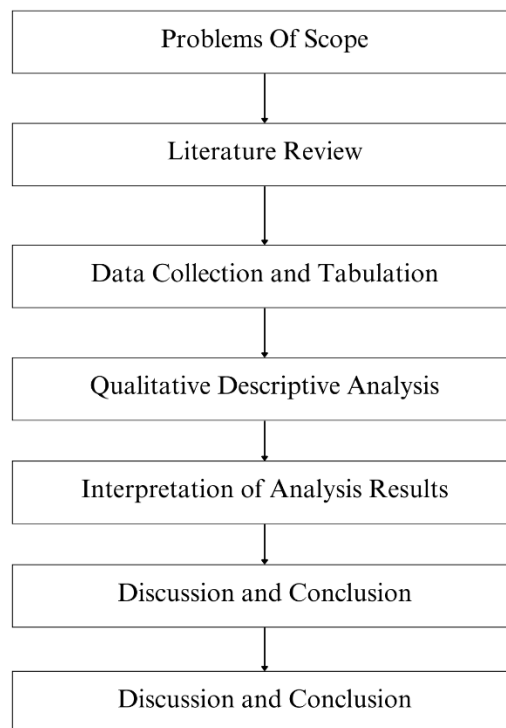 Problems Of Scope
Literature Review
Data Collection and Tabulation
Qualitative Descriptive Analysis
Interpretation of Analysis Results
Discussion and Conclusion
Discussion and Conclusion